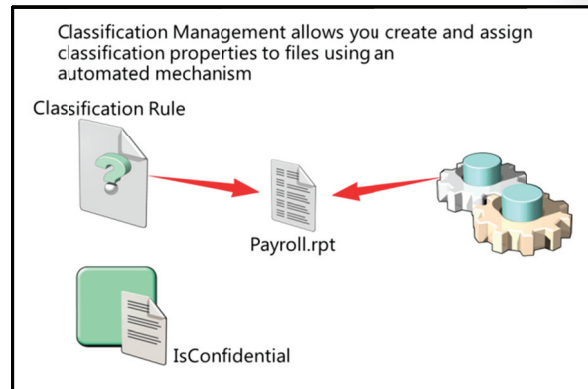 Classification Management allows you create and assign
classification properties to files using an
automated mechanism
Classification Rule
Payroll.rpt
IsConfidential